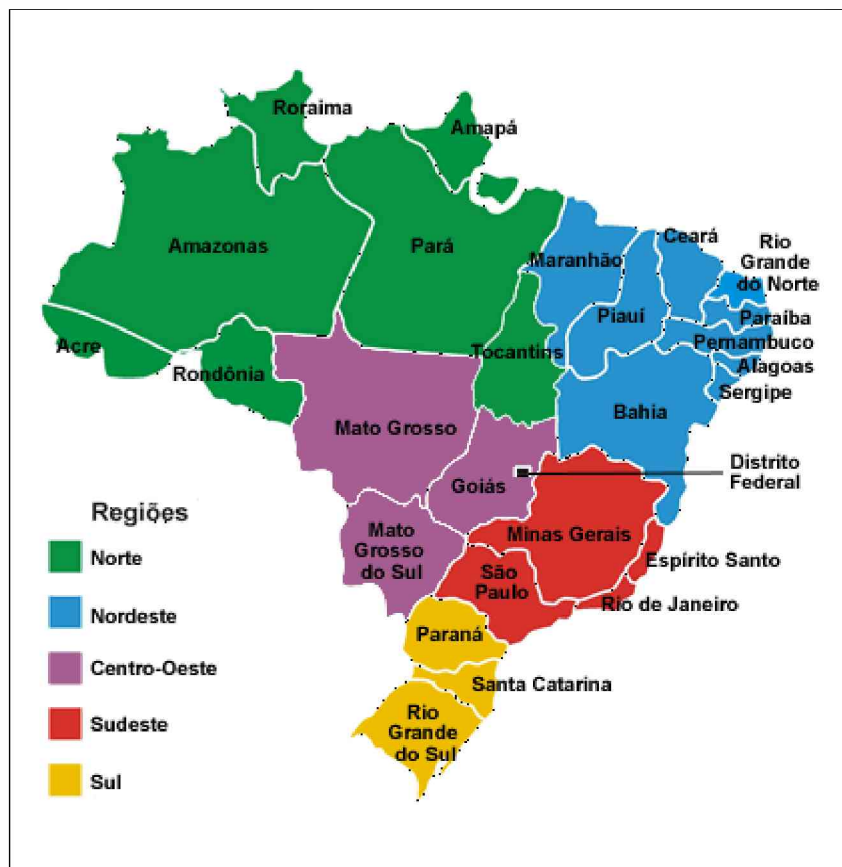 Roraima
Amapá
Amazonas
Pará
Maranhão
Ceará
Rio
Grande
do Norte
Piauí
Paraíba
Pernambuco
Alagoas
Sergipe
Acre
Rondônia
Tocantins
Bahia
Mato Grosso
Goiás
Distrito
Federal
Mato
Grosso
do Sul
Minas Gerais
Espírito Santo
São
Paulo
Rio de Janeiro
Paraná
Santa Catarina
Rio
Grande
do Sul
Regiões
Norte
Nordeste
Centro-Oeste
Sudeste
Sul